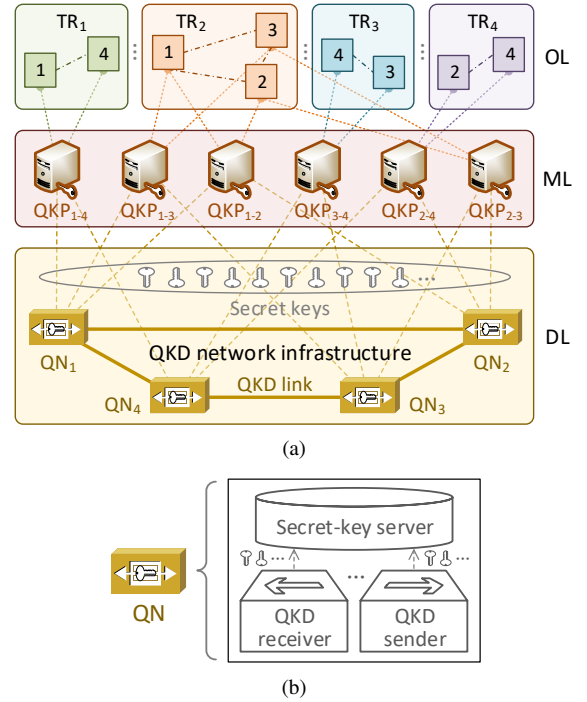 TR1 TR2 TR3 TR4
1 4 1 3 2 4 3 2 4
OL
QKP1-4 QKP1-3 QKP1-2 QKP3-4 QKP2-4 QKP2-3
ML
...
Secret keys
QN1 QKD network infrastructure QN2
DL
QN4 QKD link QN3
(a)
Secret-key server
... ...
...
QN
QKD receiver
QKD sender
(b)